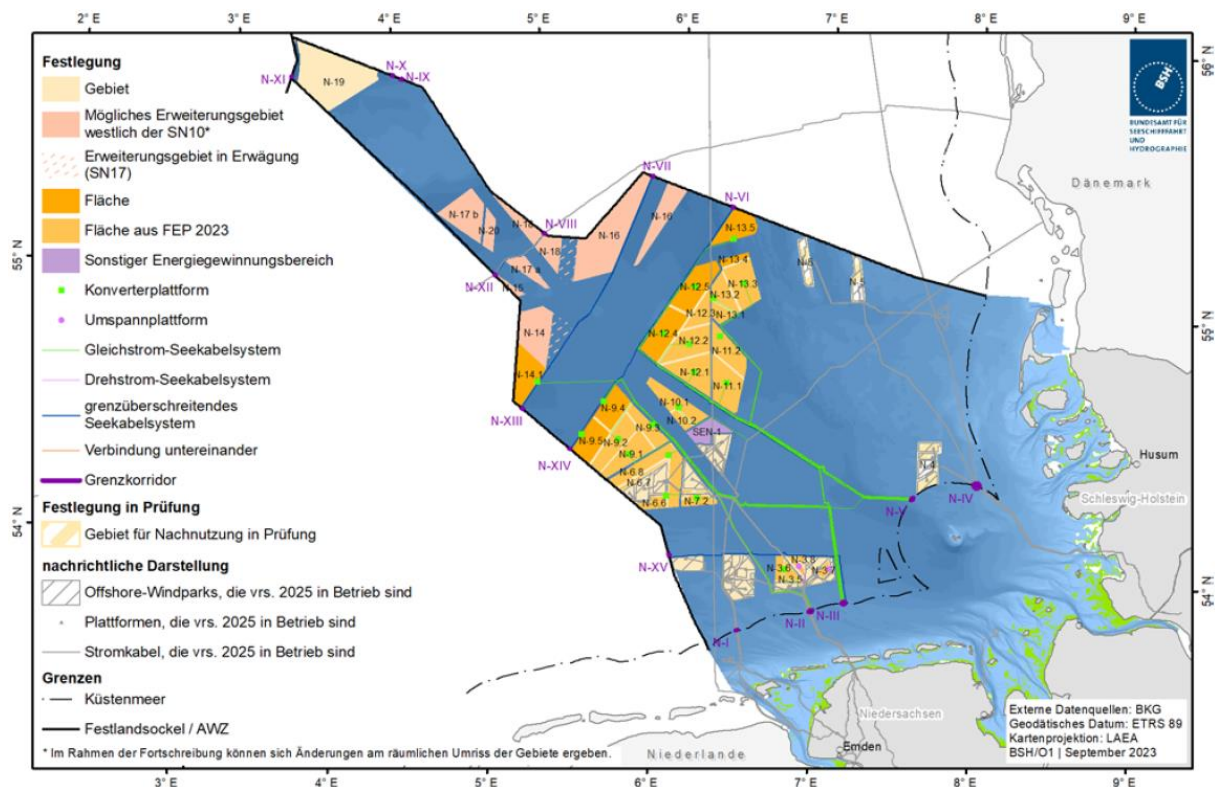 2° E
3° E
4° E
5° E
6° E
7° E
8° E
9° E
Festlegung
Gebiet
Mögliches Erweiterungsgebiet
westlich der SN10*
Erweiterungsgebiet in Erwägung
(SN17)
Fläche
Fläche aus FEP 2023
Sonstiger Energiegewinnungsbereich
Konverterplattform
Umspannplattform
Gleichstrom-Seekabelsystem
Drehstrom-Seekabelsystem
grenzüberschreitendes
Seekabelsystem
Verbindung untereinander
Grenzkorridor
Festlegung in Prüfung
Gebiet für Nachnutzung in Prüfung
nachrichtliche Darstellung
Offshore-Windparks, die vrs. 2025 in Betrieb sind
Plattformen, die vrs. 2025 in Betrieb sind
Stromkabel, die vrs. 2025 in Betrieb sind
Grenzen
Küstenmeer
Festlandsockel / AWZ
* Im Rahmen der Fortschreibung können sich Änderungen am räumlichen Umriss der Gebiete ergeben.
55° N
54° N
N-XI
N-X
N-IX
N-19
N-VII
N-VI
N-VIII
N-17 b
N-20
N-18
N-18
N-16
N-16
N-17 a
N-XII
N-15
N-14
N-14.1
N-XIII
N-XIV
N-13.5
N-13.4
N-13.3
N-13.2
N-13.1
N-12.5
N-12.3
N-12.4
N-12.2
N-12.1
N-11.2
N-11.1
N-5
N-10.1
N-10.2
SEN-1
N-9.4
N-9.3
N-9.5
N-9.2
N-9.1
N-6.8
N-6.7
N-6.6
N-7.2
N-4
N-V
N-IV
N-XV
N-3.8
N-3.6
N-3.7
N-3.5
N-III
N-II
N-I
BSH
BUNDESAMT FÜR
SEESCHIFFFAHRT
UND
HYDROGRAPHIE
Dänemark
Husum
Schleswig-Holstein
Niedersachsen
Emden
Niederlande
56° N
55° N
54° N
Externe Datenquellen: BKG
Geodätisches Datum: ETRS 89
Kartenprojektion: LAEA
BSH/O1 | September 2023
3° E
4° E
5° E
6° E
7° E
8° E
9° E